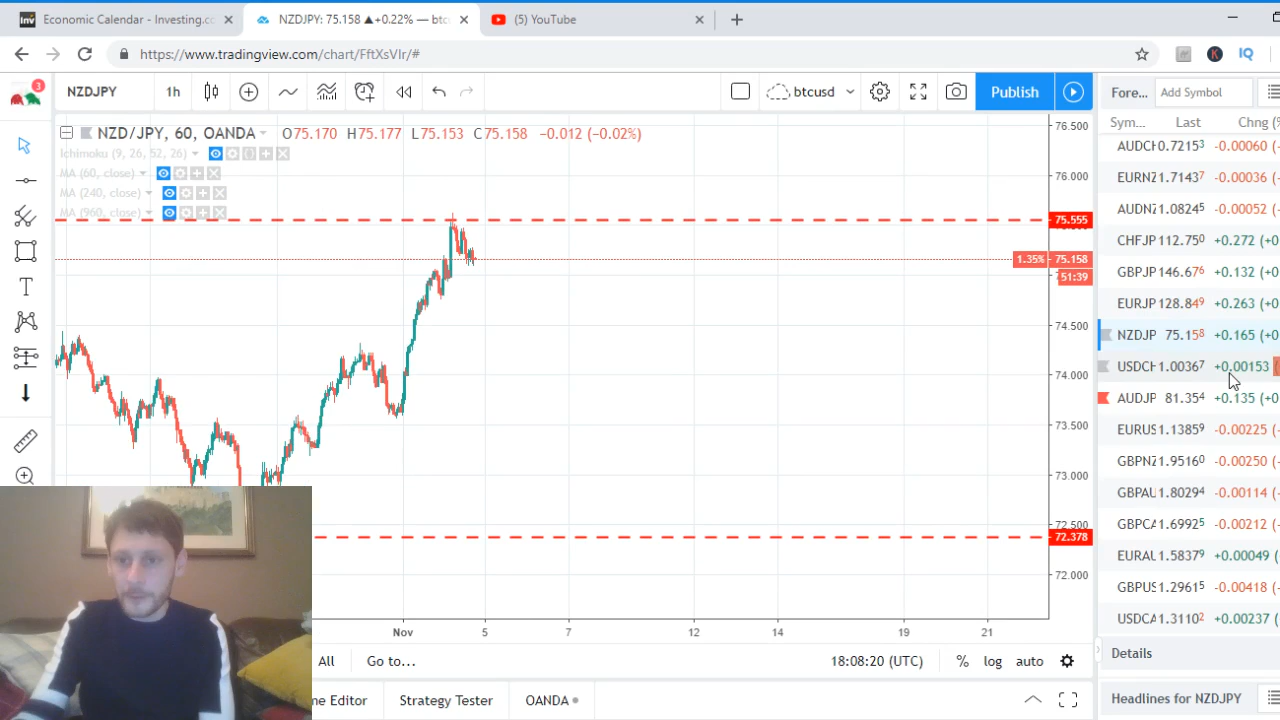 Economic Calendar - Investing.co
NZDJPY: 75.158 ▲+0.22% — btc
(5) YouTube
https://www.tradingview.com/chart/FftXsVIr/#
3
NZDJPY 1h btcusd Publish Fore... Add Symbol
NZD/JPY, 60, OANDA O75.170 H75.177 L75.153 C75.158 −0.012 (−0.02%)
Ichimoku (9, 26, 52, 26)
MA (60, close)
MA (240, close)
MA (960, close)
76.500
76.000
75.555
1.35% 75.158
51:39
74.500
74.000
73.500
73.000
72.500
72.378
72.000
Nov 5 7 12 14 19 21
All Go to... 18:08:20 (UTC) % log auto
ne Editor Strategy Tester OANDA
Sym... Last Chng (
AUDCH 0.72153 -0.00060 (-
EURNZ 1.71437 -0.00036 (-
AUDNZ 1.08245 -0.00052 (-
CHFJP 112.750 +0.272 (+0
GBPJP 146.676 +0.132 (+0
EURJP 128.849 +0.263 (+0
NZDJP 75.158 +0.165 (+0
USDCH 1.00367 +0.00153 (
AUDJP 81.354 +0.135 (+0
EURUS 1.13859 -0.00225 (-
GBPNZ 1.95160 -0.00250 (-
GBPAU 1.80294 -0.00114 (-
GBPCA 1.69925 -0.00212 (-
EURAU 1.58379 +0.00049 (+
GBPUS 1.29615 -0.00418 (-
USDCA 1.31102 +0.00237 (+
Details
Headlines for NZDJPY